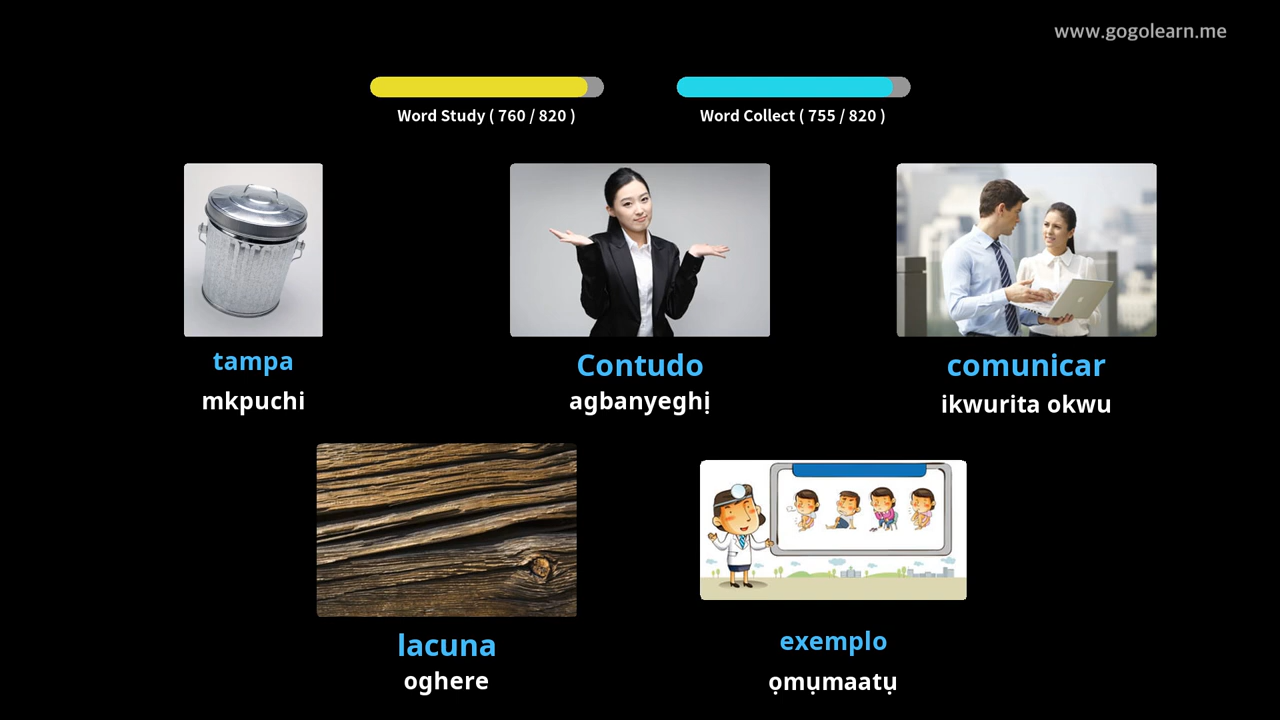 www.gogolearn.me
Word Study ( 760 / 820 )
Word Collect ( 755 / 820 )
tampa
mkpuchi
Contudo
agbanyeghị
comunicar
ikwurita okwu
lacuna
oghere
exemplo
ọmụmaatụ